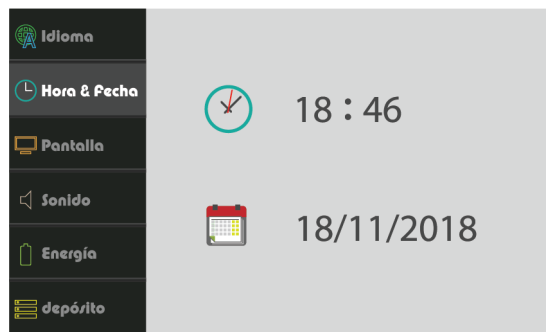 Idioma
Hora & Fecha
Pantalla
Sonido
Energía
depósito
18 : 46
18/11/2018